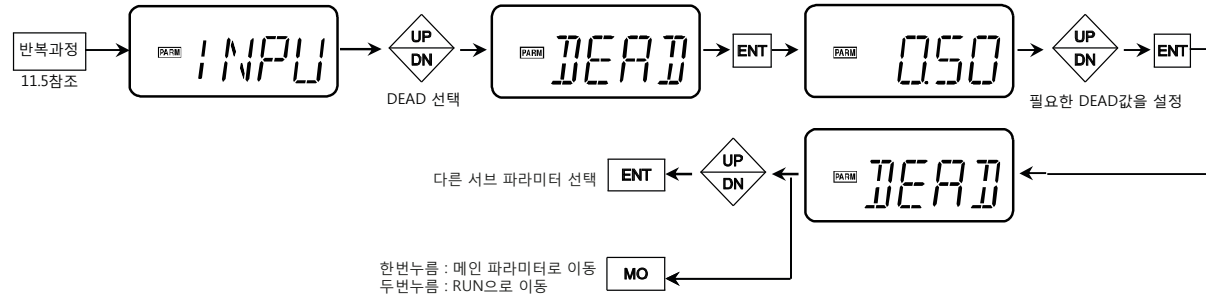 반복과정
11.5참조
PARM INPU
UP
DN
DEAD 선택
PARM DEAD
ENT
PARM 0.50
UP
DN
필요한 DEAD값을 설정
ENT
PARM DEAD
UP
DN
ENT
다른 서브 파라미터 선택
한번누름 : 메인 파라미터로 이동
두번누름 : RUN으로 이동
MO